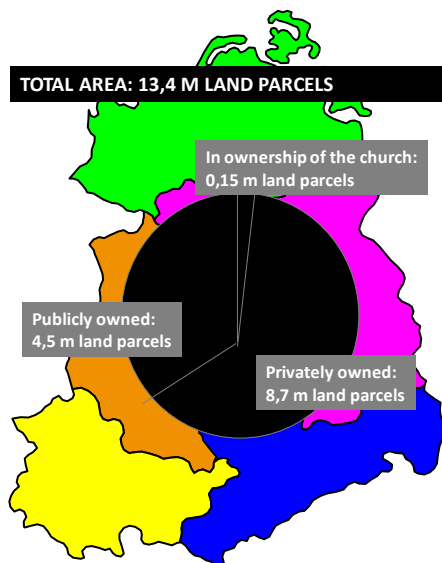 TOTAL AREA: 13,4 M LAND PARCELS
In ownership of the church:
0,15 m land parcels
Publicly owned:
4,5 m land parcels
Privately owned:
8,7 m land parcels